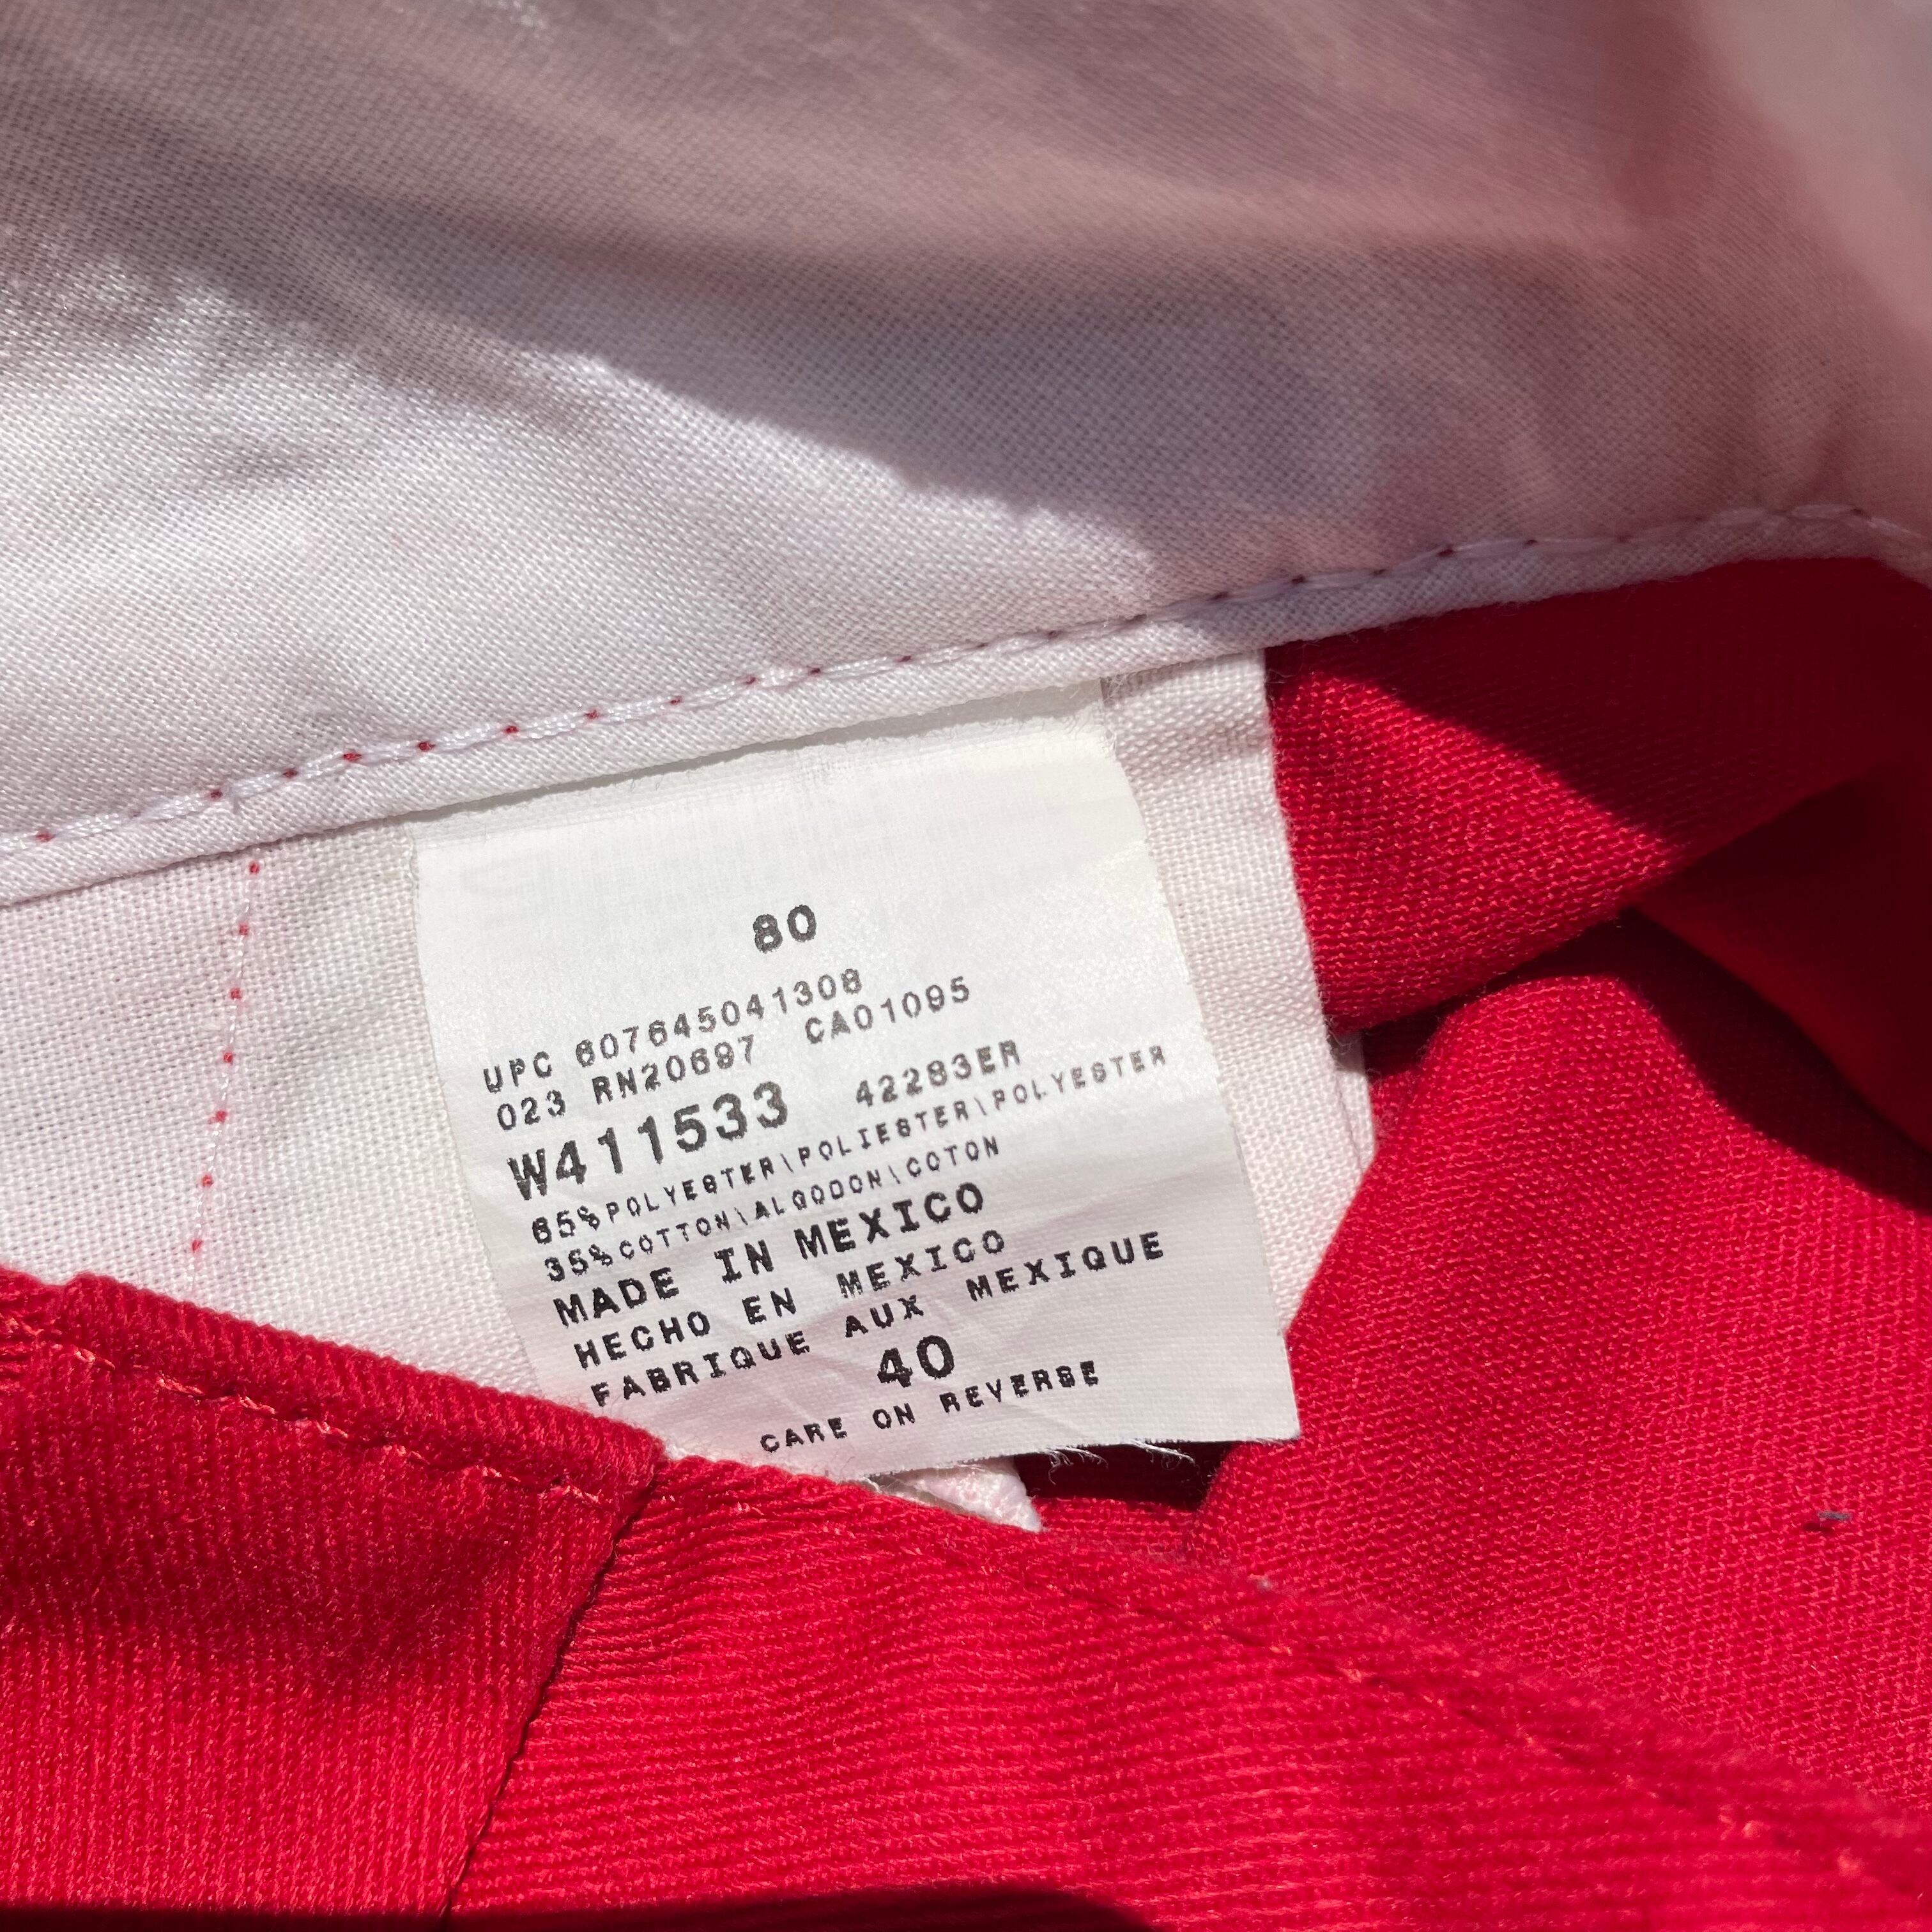 80
UPC 607645041308
023 RN20697 CA01095
W411533 42283ER
65%POLYESTER\POLIESTER\POLYESTER
35%COTTON\ALGODON\COTON
MADE IN MEXICO
HECHO EN MEXICO
FABRIQUE AUX MEXIQUE
40
CARE ON REVERSE